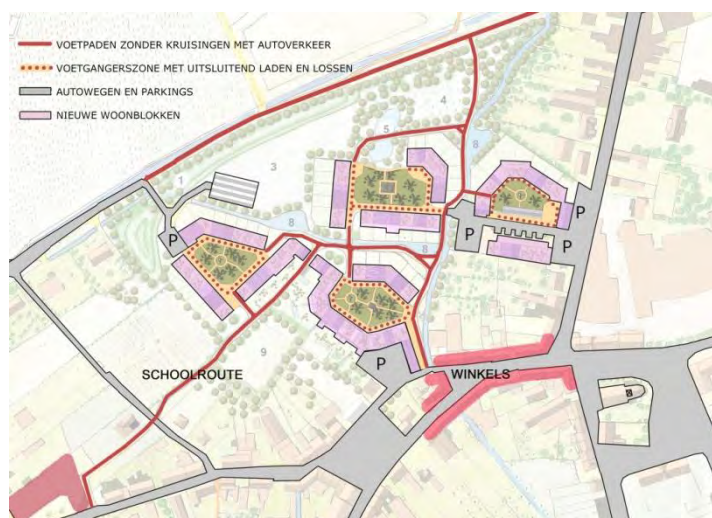 VOETPADEN ZONDER KRUISINGEN MET AUTOVERKEER
VOETGANGERSZONE MET UITSLUITEND LADEN EN LOSSEN
AUTOWEGEN EN PARKINGS
NIEUWE WOONBLOKKEN
4
5
8
3
1
8
8
P
P
P
P
P
9
SCHOOLROUTE
WINKELS